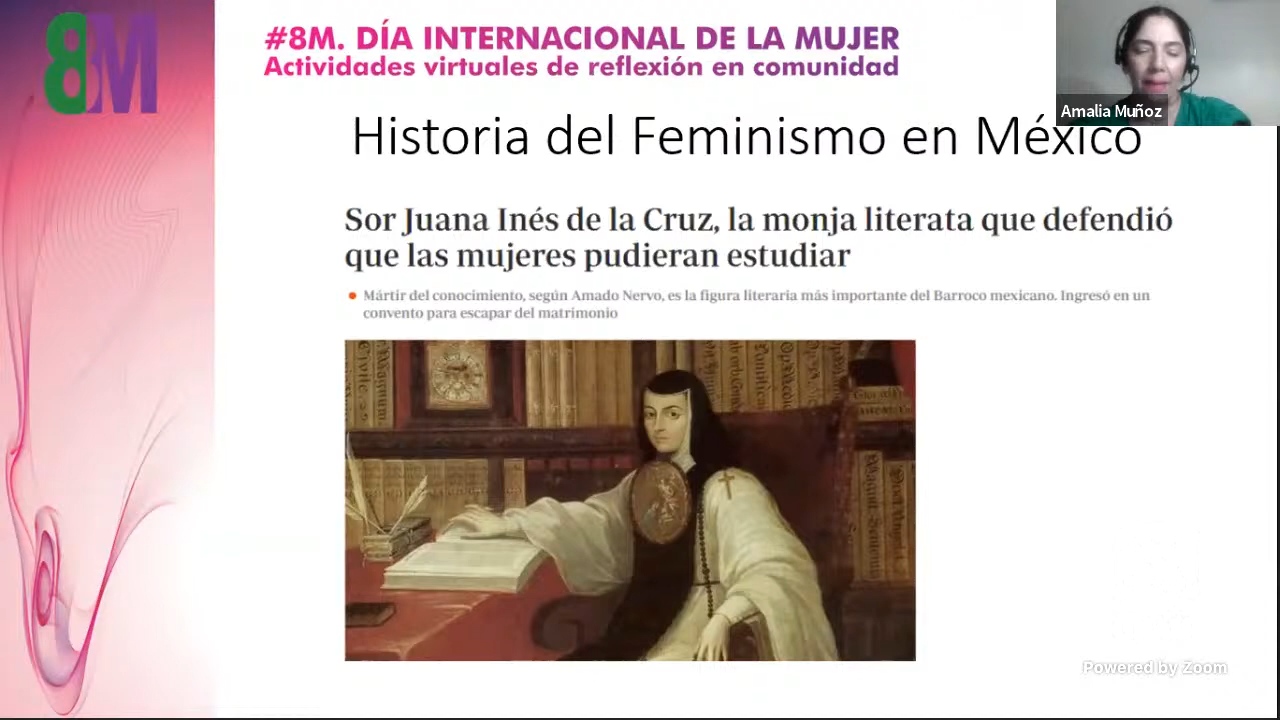 8M
#8M. DÍA INTERNACIONAL DE LA MUJER
Actividades virtuales de reflexión en comunidad
Amalia Muñoz
Historia del Feminismo en México
Sor Juana Inés de la Cruz, la monja literata que defendió
que las mujeres pudieran estudiar
Mártir del conocimiento, según Amado Nervo, es la figura literaria más importante del Barroco mexicano. Ingresó en un
convento para escapar del matrimonio
Powered by Zoom